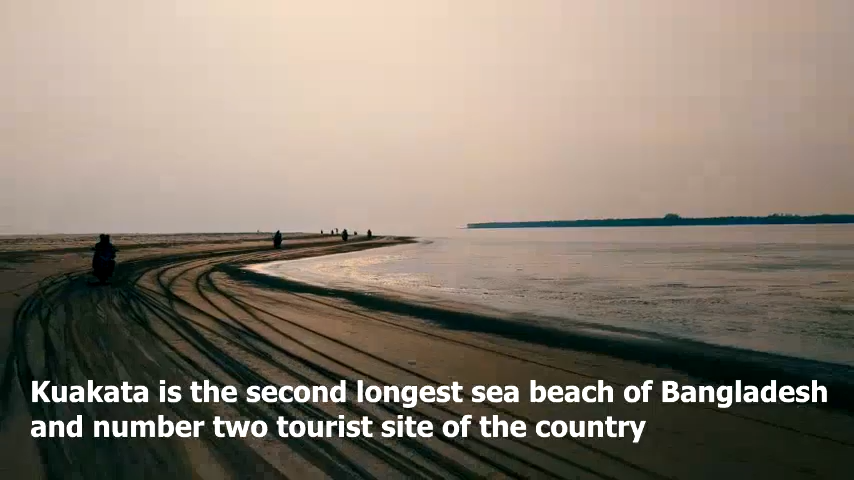 Kuakata is the second longest sea beach of Bangladesh
and number two tourist site of the country